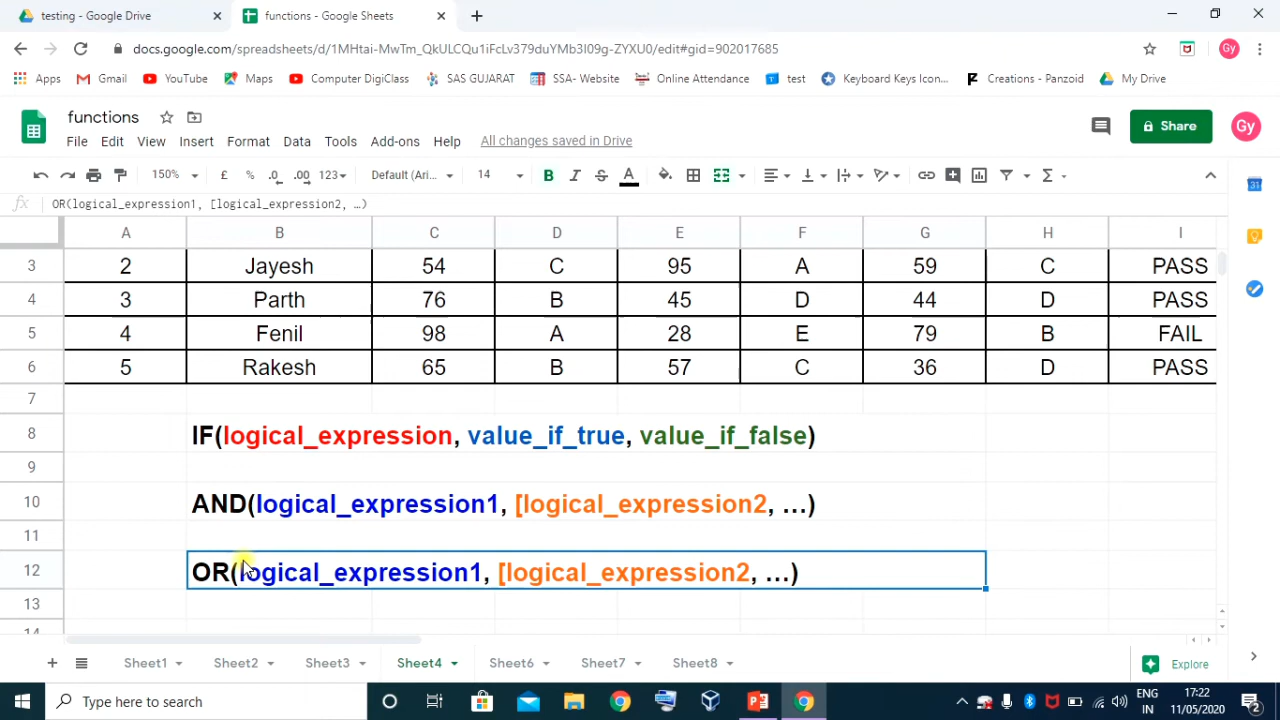 testing - Google Drive
functions - Google Sheets
docs.google.com/spreadsheets/d/1MHtai-MwTm_QkULCQu1iFcLv379duYMb3I09g-ZYXU0/edit#gid=902017685
Gy
Apps Gmail YouTube Maps Computer DigiClass SAS GUJARAT SSA- Website Online Attendance test Keyboard Keys Icon... Creations - Panzoid My Drive
functions
Share
Gy
File Edit View Insert Format Data Tools Add-ons Help All changes saved in Drive
150% £ % .0 .00 123 Default (Ari... 14 B I S A
fx OR(logical_expression1, [logical_expression2, …)
31
A B C D E F G H I
3 2 Jayesh 54 C 95 A 59 C PASS
4 3 Parth 76 B 45 D 44 D PASS
5 4 Fenil 98 A 28 E 79 B FAIL
6 5 Rakesh 65 B 57 C 36 D PASS
7
8 IF(logical_expression, value_if_true, value_if_false)
9
10 AND(logical_expression1, [logical_expression2, …)
11
12 OR(logical_expression1, [logical_expression2, …)
13
14
Sheet1 Sheet2 Sheet3 Sheet4 Sheet6 Sheet7 Sheet8 Explore
Type here to search
ENG 17:22
IN 11/05/2020
2